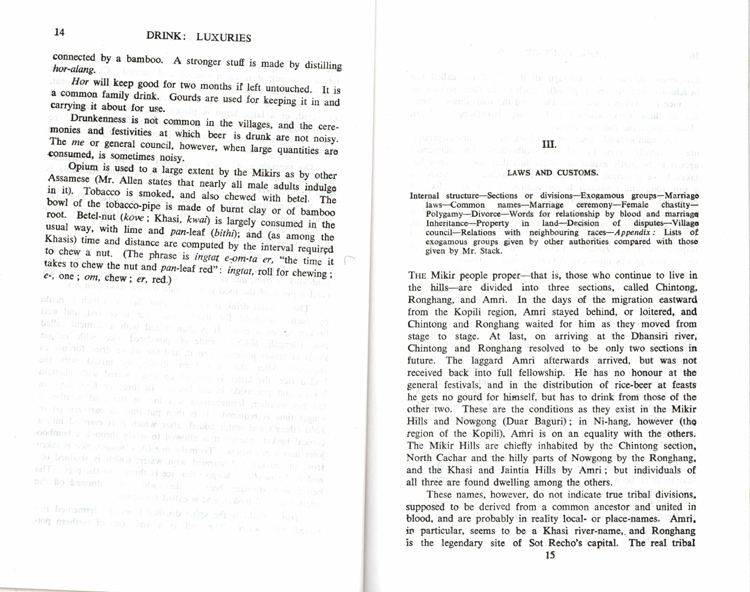 14
DRINK: LUXURIES
connected by a bamboo. A stronger stuff is made by distilling
hor-alang.
Hor will keep good for two months if left untouched. It is
a common family drink. Gourds are used for keeping it in and
carrying it about for use.
Drunkenness is not common in the villages, and the cere-
monies and festivities at which beer is drunk are not noisy.
The me or general council, however, when large quantities are
consumed, is sometimes noisy.
Opium is used to a large extent by the Mikirs as by other
Assamese (Mr. Allen states that nearly all male adults indulge
in it). Tobacco is smoked, and also chewed with betel. The
bowl of the tobacco-pipe is made of burnt clay or of bamboo
root. Betel-nut (kove; Khasi, kwai) is largely consumed in the
usual way, with lime and pan-leaf (bithi); and (as among the
Khasis) time and distance are computed by the interval required
to chew a nut. (The phrase is ingtat e-om-ta er, "the time it
takes to chew the nut and pan-leaf red": ingtat, roll for chewing;
e-, one; om, chew; er, red.)
III.
LAWS AND CUSTOMS.
Internal structure—Sections or divisions—Exogamous groups—Marriage
laws—Common names—Marriage ceremony—Female chastity—
Polygamy—Divorce—Words for relationship by blood and marriage
Inheritance—Property in land—Decision of disputes—Village
council—Relations with neighbouring races—Appendix: Lists of
exogamous groups given by other authorities compared with those
given by Mr. Stack.
THE Mikir people proper—that is, those who continue to live in
the hills—are divided into three sections, called Chintong,
Ronghang, and Amri. In the days of the migration eastward
from the Kopili region, Amri stayed behind, or loitered, and
Chintong and Ronghang waited for him as they moved from
stage to stage. At last, on arriving at the Dhansiri river,
Chintong and Ronghang resolved to be only two sections in
future. The laggard Amri afterwards arrived, but was not
received back into full fellowship. He has no honour at the
general festivals, and in the distribution of rice-beer at feasts
he gets no gourd for himself, but has to drink from those of the
other two. These are the conditions as they exist in the Mikir
Hills and Nowgong (Duar Baguri); in Ni-hang, however (the
region of the Kopili), Amri is on an equality with the others.
The Mikir Hills are chiefly inhabited by the Chintong section,
North Cachar and the hilly parts of Nowgong by the Ronghang,
and the Khasi and Jaintia Hills by Amri; but individuals of
all three are found dwelling among the others.
These names, however, do not indicate true tribal divisions,
supposed to be derived from a common ancestor and united in
blood, and are probably in reality local- or place-names. Amri,
in particular, seems to be a Khasi river-name, and Ronghang
is the legendary site of Sot Recho's capital. The real tribal
15